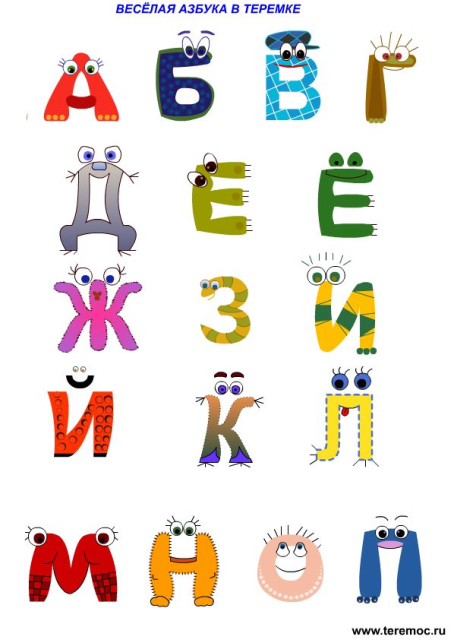 ВЕСЁЛАЯ АЗБУКА В ТЕРЕМКЕ
А Б В Г
Д Е Ё
Ж З И
Й К Л
М Н О П
www.teremoc.ru